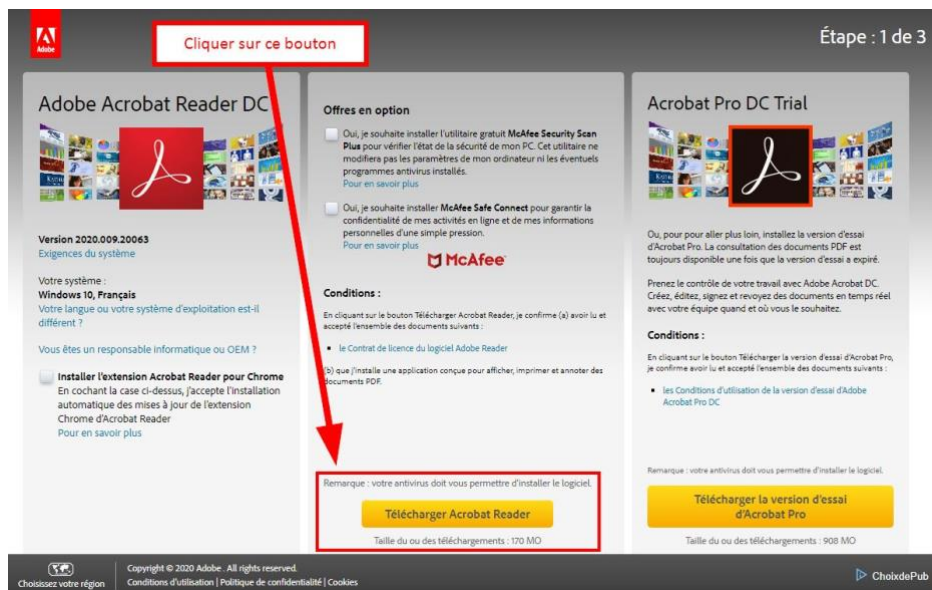 Adobe
Cliquer sur ce bouton
Étape : 1 de 3
Adobe Acrobat Reader DC
Version 2020.009.20063
Exigences du système
Votre système :
Windows 10, Français
Votre langue ou votre système d'exploitation est-il
différent ?
Vous êtes un responsable informatique ou OEM ?
Installer l'extension Acrobat Reader pour Chrome
En cochant la case ci-dessus, j'accepte l'installation
automatique des mises à jour de l'extension
Chrome d'Acrobat Reader
Pour en savoir plus
Offres en option
Oui, je souhaite installer l'utilitaire gratuit McAfee Security Scan
Plus pour vérifier l'état de la sécurité de mon PC. Cet utilitaire ne
modifiera pas les paramètres de mon ordinateur ni les éventuels
programmes antivirus installés.
Pour en savoir plus
Oui, je souhaite installer McAfee Safe Connect pour garantir la
confidentialité de mes activités en ligne et de mes informations
personnelles d'une simple pression.
Pour en savoir plus
McAfee
Conditions :
En cliquant sur le bouton Télécharger Acrobat Reader, je confirme (a) avoir lu et
accepté l'ensemble des documents suivants :
• le Contrat de licence du logiciel Adobe Reader
(b) que j'installe une application conçue pour afficher, imprimer et annoter des
documents PDF.
Remarque : votre antivirus doit vous permettre d'installer le logiciel.
Télécharger Acrobat Reader
Taille du ou des téléchargements : 170 MO
Acrobat Pro DC Trial
Ou, pour pour aller plus loin, installez la version d'essai
d'Acrobat Pro. La consultation des documents PDF est
toujours disponible une fois que la version d'essai a expiré.
Prenez le contrôle de votre travail avec Adobe Acrobat DC.
Créez, éditez, signez et revoyez des documents en temps réel
avec votre équipe quand et où vous le souhaitez.
Conditions :
En cliquant sur le bouton Télécharger la version d'essai d'Acrobat Pro,
je confirme avoir lu et accepté l'ensemble des documents suivants :
• les Conditions d'utilisation de la version d'essai d'Adobe
Acrobat Pro DC
Remarque : votre antivirus doit vous permettre d'installer le logiciel.
Télécharger la version d'essai
d'Acrobat Pro
Taille du ou des téléchargements : 908 MO
Choisissez votre région
Copyright © 2020 Adobe . All rights reserved.
Conditions d'utilisation | Politique de confidentialité | Cookies
ChoixdePub